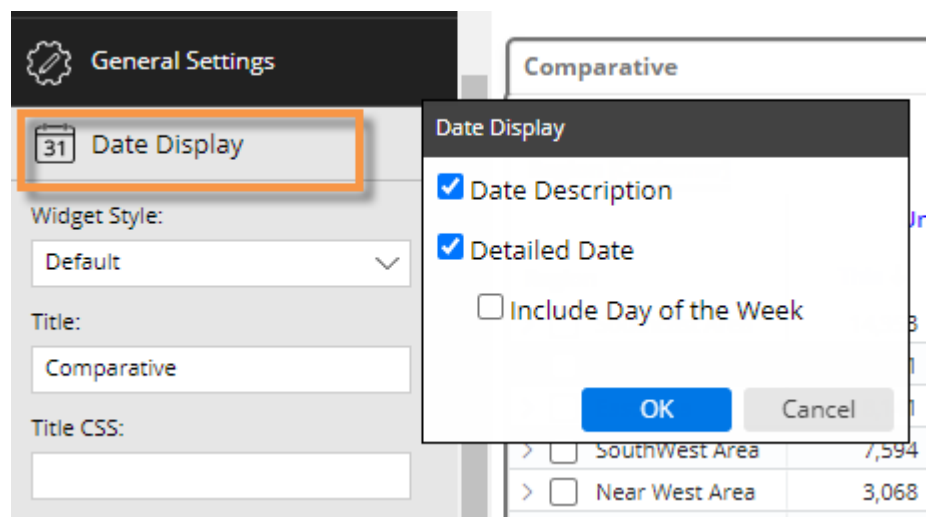 General Settings
31 Date Display
Widget Style:
Default
Title:
Comparative
Title CSS:
Comparative
Date Display
Date Description
Detailed Date
Include Day of the Week
OK Cancel
SouthWest Area 7,594
Near West Area 3,068